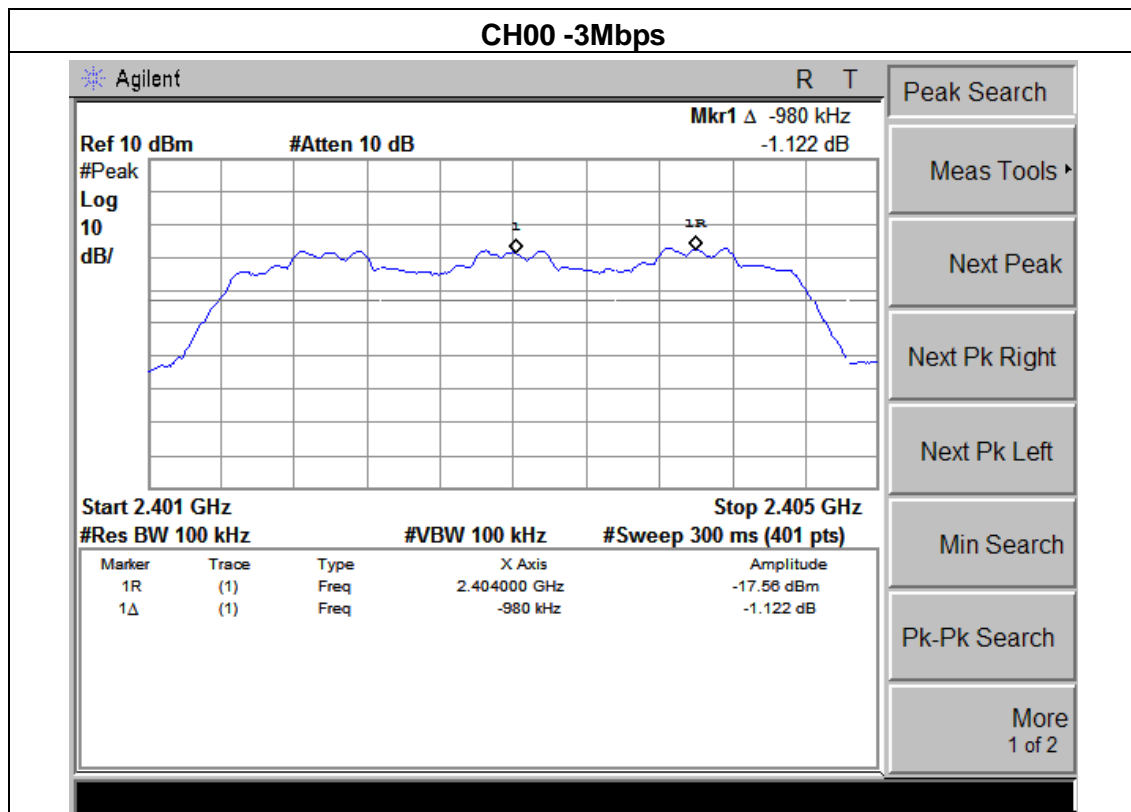 CH00 -3Mbps
Agilent R T
Mkr1 Δ -980 kHz
Ref 10 dBm #Atten 10 dB -1.122 dB
#Peak
Log
10
dB/
1
1R
Start 2.401 GHz Stop 2.405 GHz
#Res BW 100 kHz #VBW 100 kHz #Sweep 300 ms (401 pts)
Marker Trace Type X Axis Amplitude
1R (1) Freq 2.404000 GHz -17.56 dBm
1Δ (1) Freq -980 kHz -1.122 dB
Peak Search
Meas Tools
Next Peak
Next Pk Right
Next Pk Left
Min Search
Pk-Pk Search
More
1 of 2